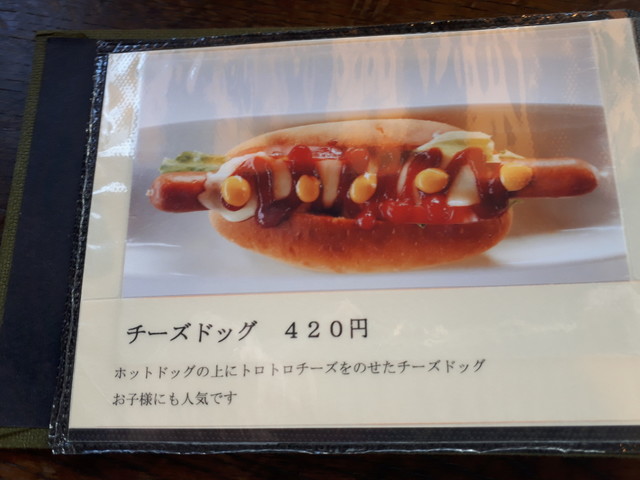 チーズドッグ　４２０円
ホットドッグの上にトロトロチーズをのせたチーズドッグ
お子様にも人気です